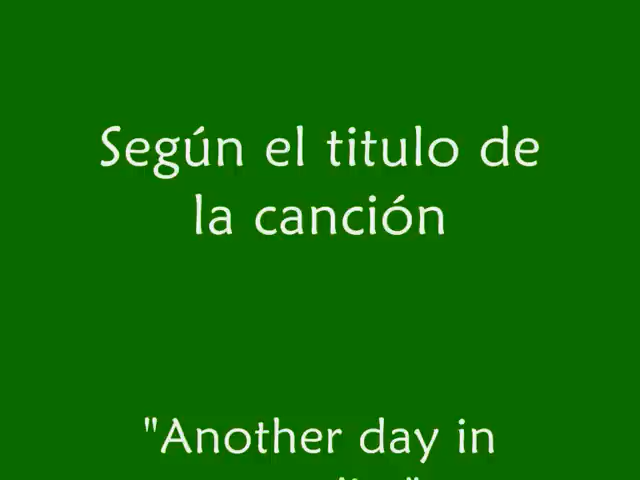 Según el titulo de
la canción
"Another day in